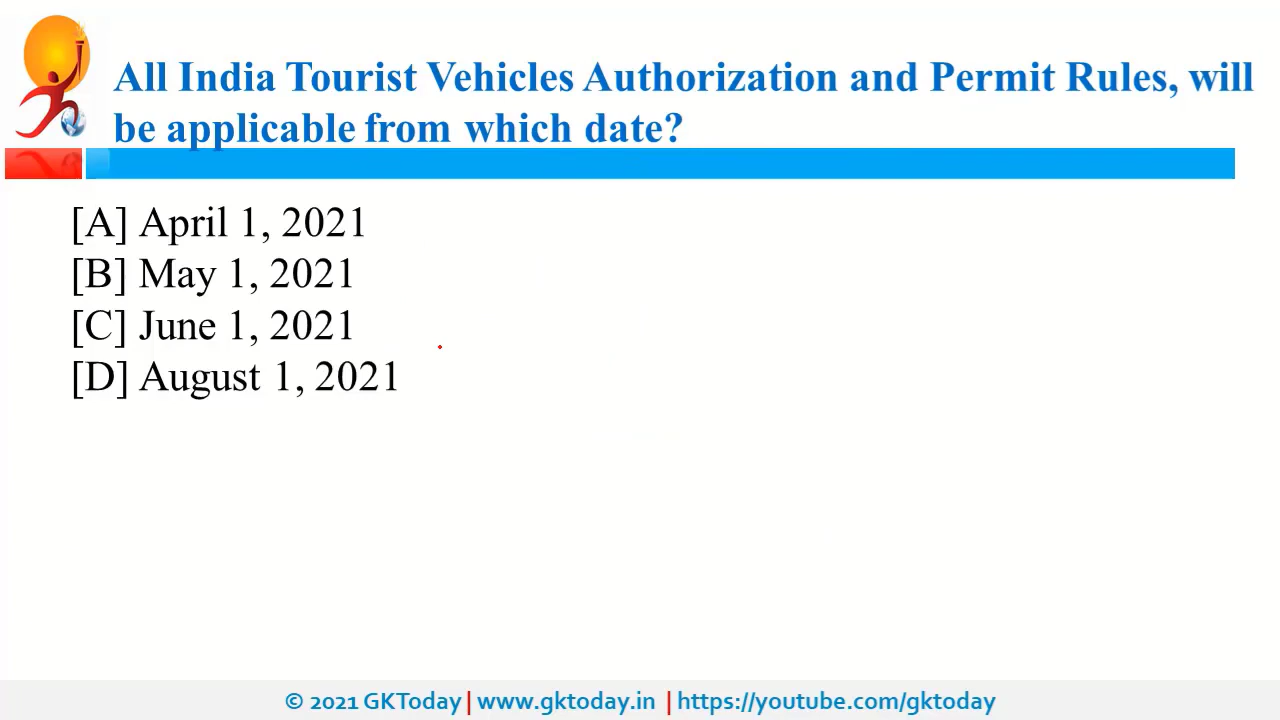 All India Tourist Vehicles Authorization and Permit Rules, will
be applicable from which date?
[A] April 1, 2021
[B] May 1, 2021
[C] June 1, 2021
[D] August 1, 2021
© 2021 GKToday | www.gktoday.in | https://youtube.com/gktoday